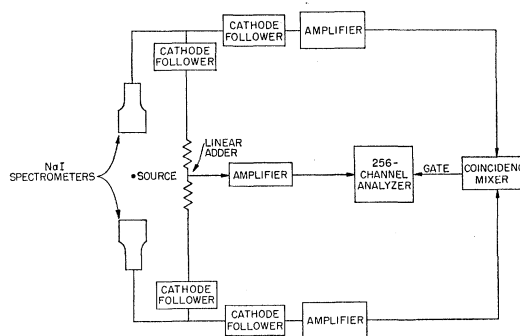 CATHODE
FOLLOWER
AMPLIFIER
CATHODE
FOLLOWER
NaI
SPECTROMETERS
SOURCE
LINEAR
ADDER
AMPLIFIER
256-
CHANNEL
ANALYZER
GATE
COINCIDENC
MIXER
CATHODE
FOLLOWER
CATHODE
FOLLOWER
AMPLIFIER